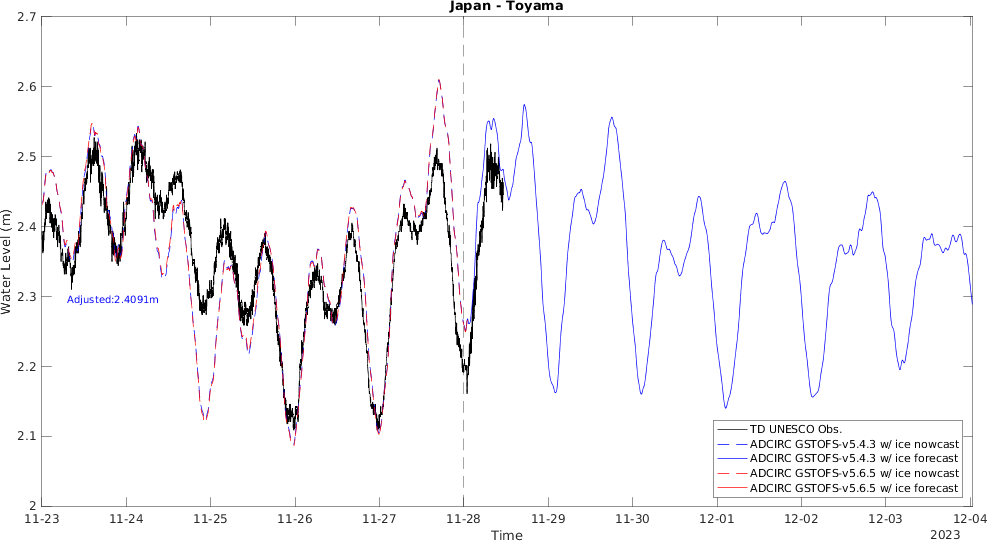 Japan - Toyama
2.7
2.6
2.5
2.4
2.3
2.2
2.1
2
Water Level (m)
Adjusted:2.4091m
TD UNESCO Obs.
ADCIRC GSTOFS-v5.4.3 w/ ice nowcast
ADCIRC GSTOFS-v5.4.3 w/ ice forecast
ADCIRC GSTOFS-v5.6.5 w/ ice nowcast
ADCIRC GSTOFS-v5.6.5 w/ ice forecast
11-23 11-24 11-25 11-26 11-27 11-28 11-29 11-30 12-01 12-02 12-03 12-04
Time
2023